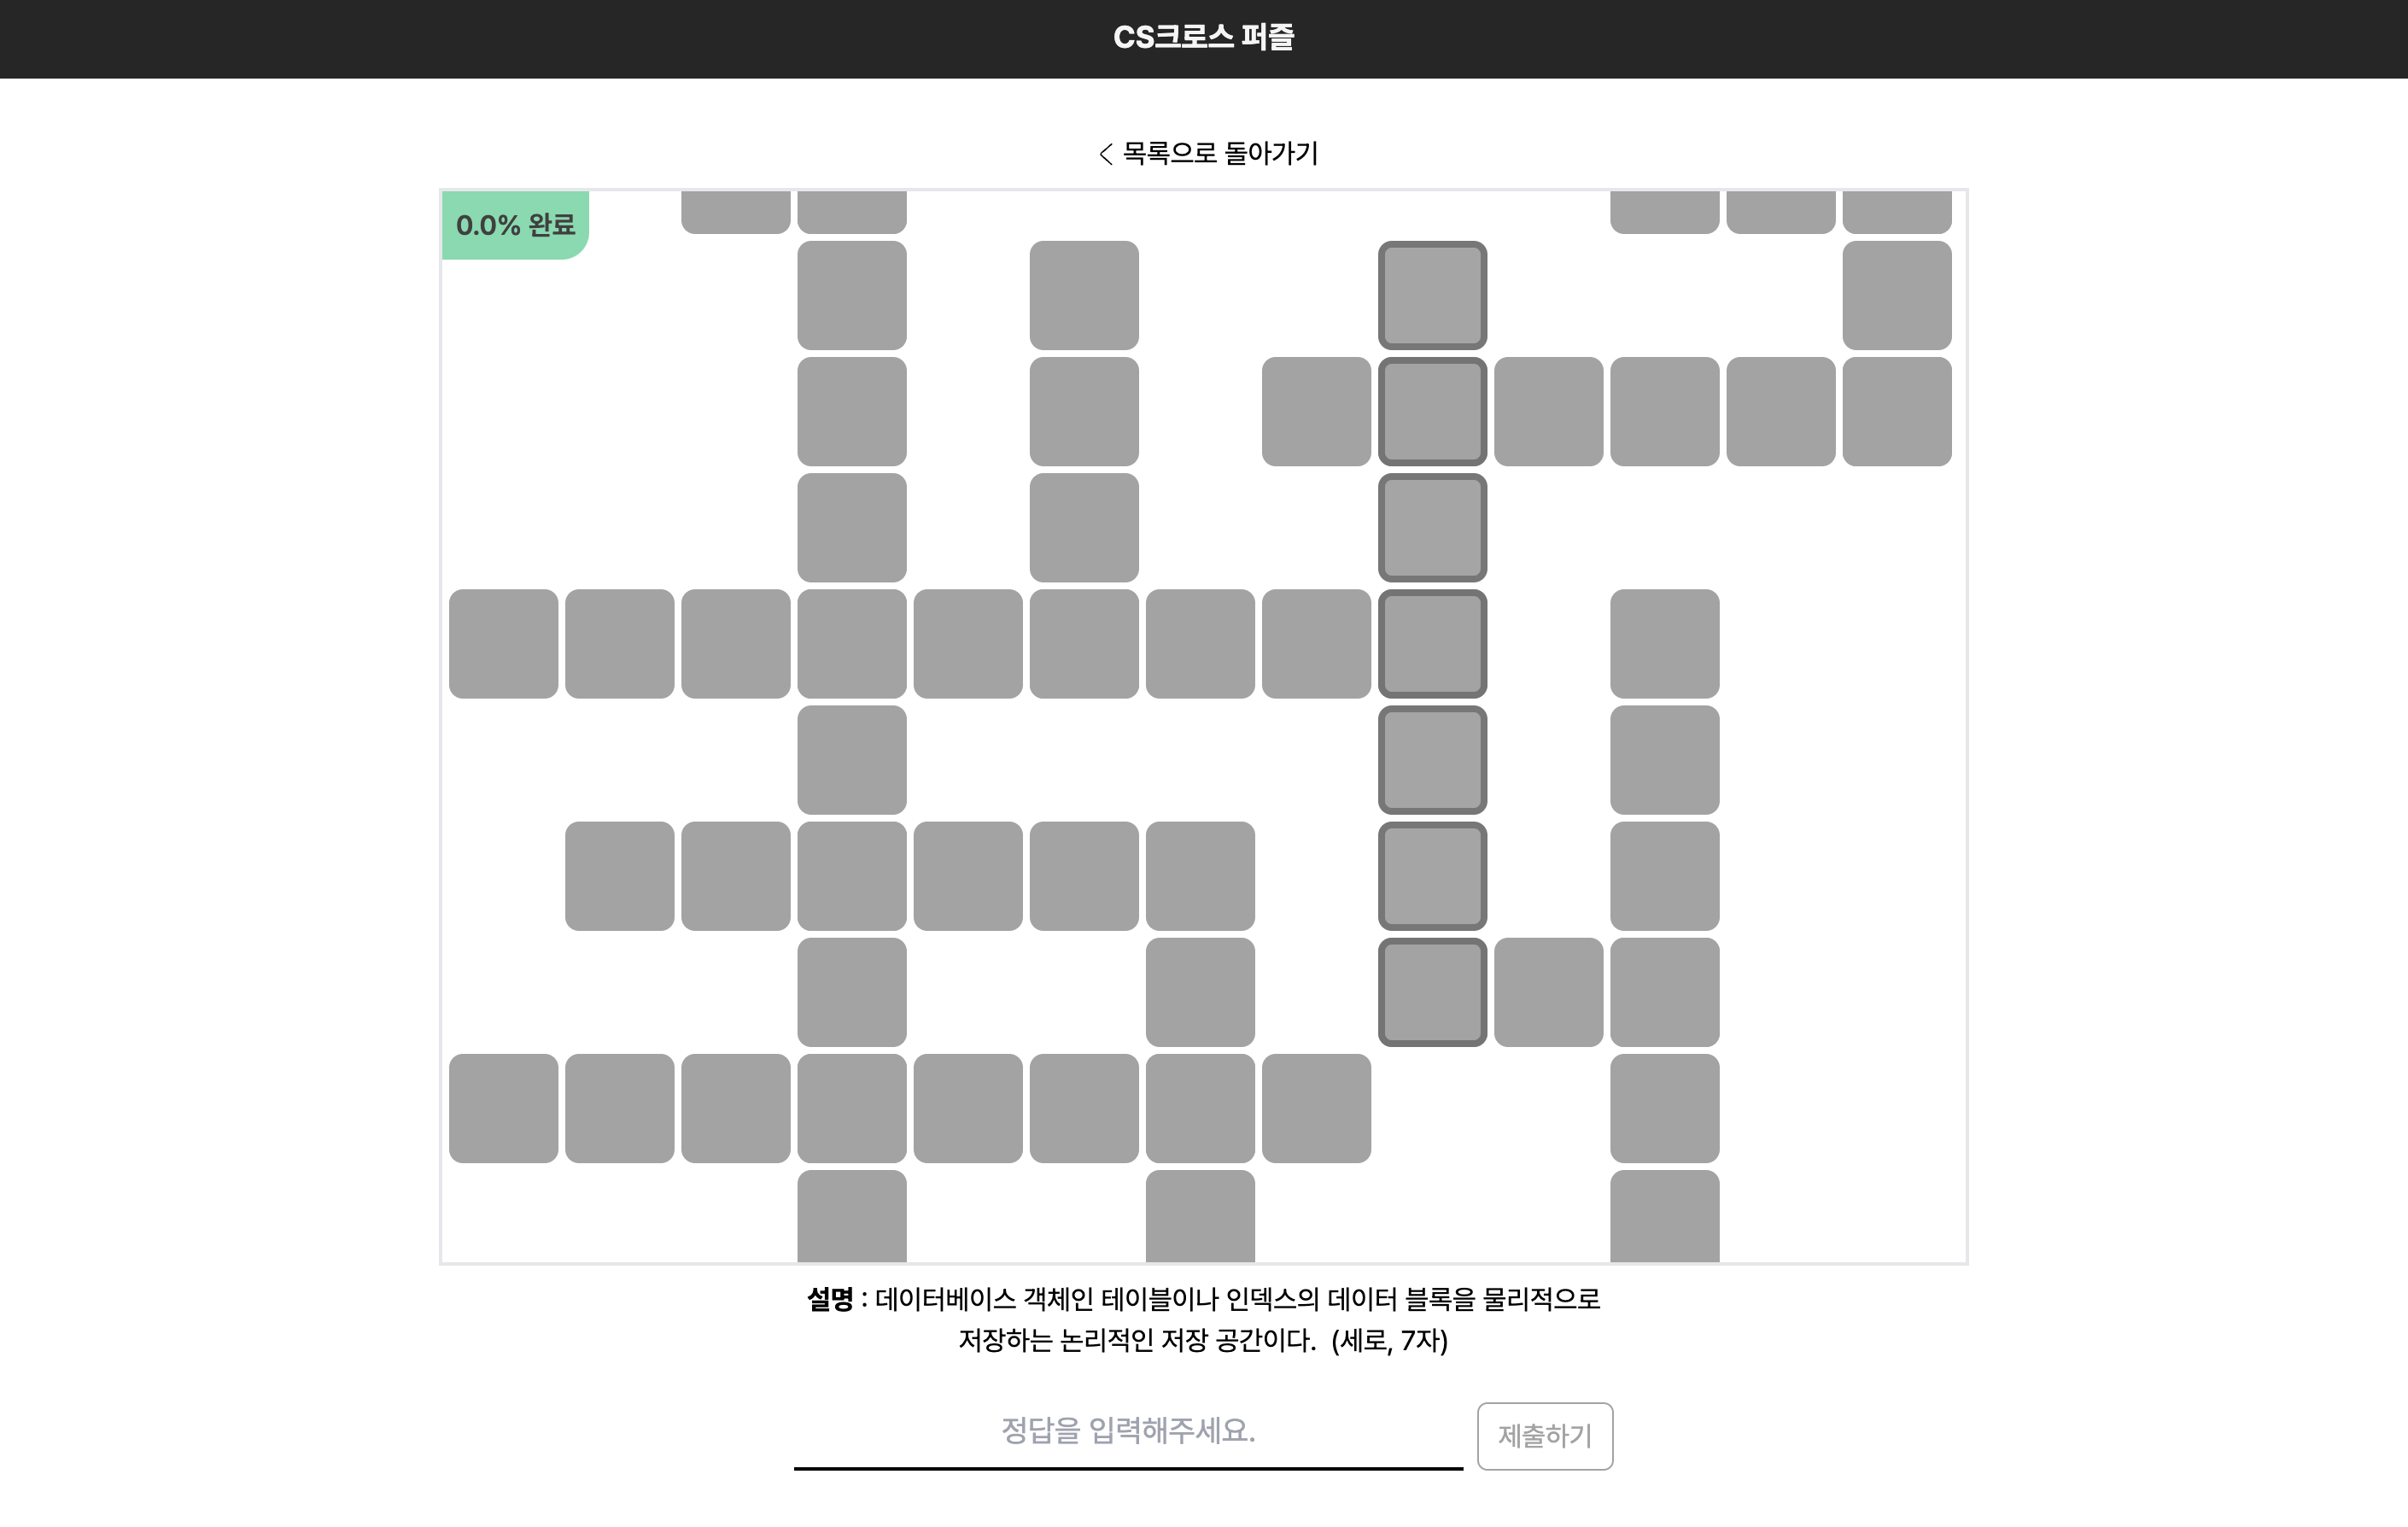 CS크로스 퍼즐
목록으로 돌아가기
0.0% 완료
설명 : 데이터베이스 객체인 테이블이나 인덱스의 데이터 블록을 물리적으로
저장하는 논리적인 저장 공간이다. (세로, 7자)
정답을 입력해주세요.
제출하기